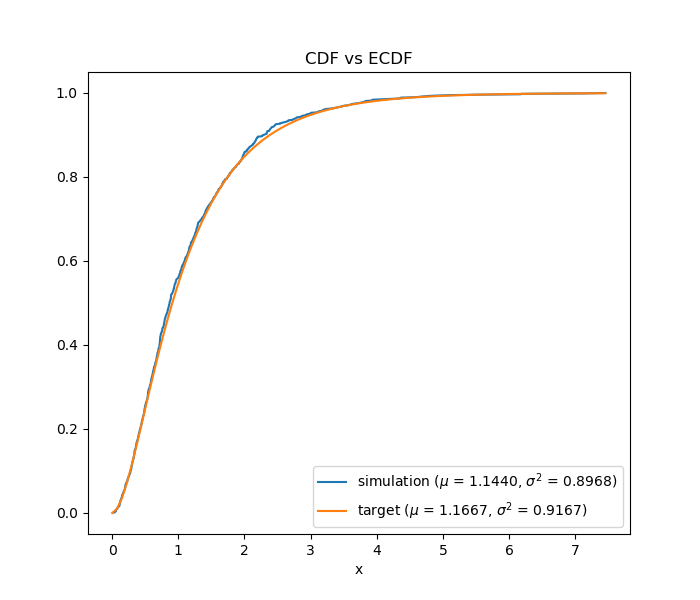 CDF vs ECDF
1.0
0.8
0.6
0.4
0.2
0.0
simulation (μ = 1.1440, σ² = 0.8968)
target (μ = 1.1667, σ² = 0.9167)
0 1 2 3 4 5 6 7
x